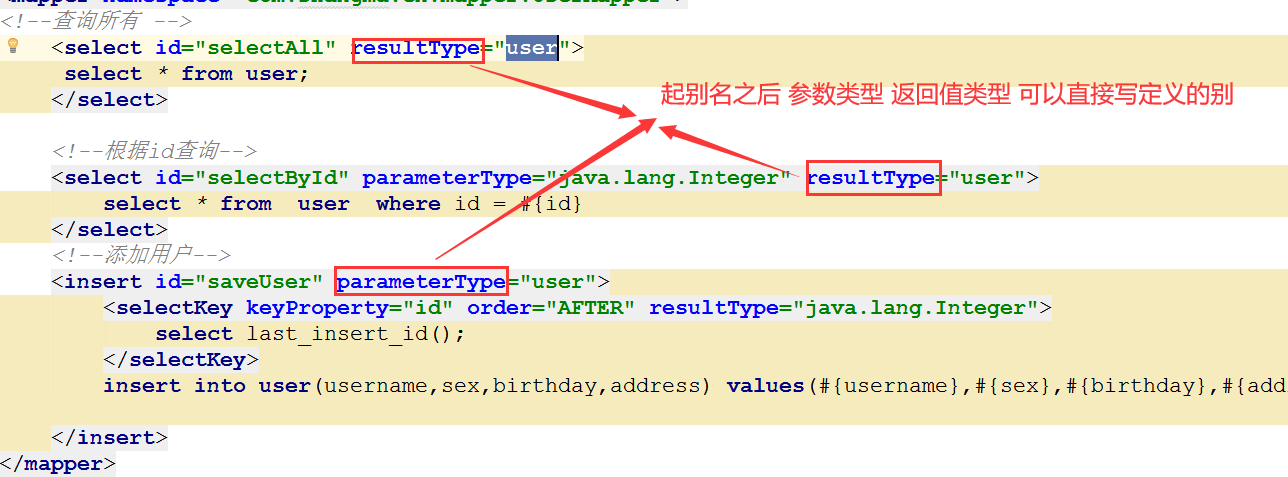 <!--查询所有 -->
<select id="selectAll" resultType="user">
select * from user;
</select>
起别名之后 参数类型 返回值类型 可以直接写定义的别
<!--根据id查询-->
<select id="selectById" parameterType="java.lang.Integer" resultType="user">
select * from user where id = #{id}
</select>
<!--添加用户-->
<insert id="saveUser" parameterType="user">
<selectKey keyProperty="id" order="AFTER" resultType="java.lang.Integer">
select last_insert_id();
</selectKey>
insert into user(username,sex,birthday,address) values(#{username},#{sex},#{birthday},#{add
</insert>
</mapper>